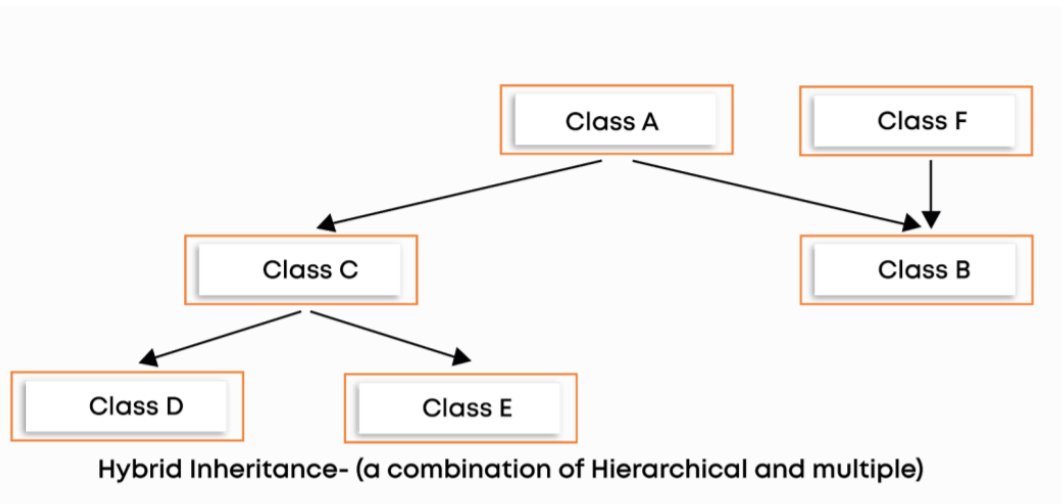 Class A
Class F
Class C
Class B
Class D
Class E
Hybrid Inheritance- (a combination of Hierarchical and multiple)